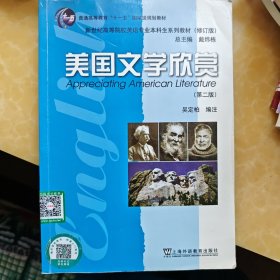 普通高等教育"十一五"国家级规划教材
新世纪高等院校英语专业本科生系列教材(修订版)
总主编 戴炜栋
美国文学欣赏
Appreciating American Literature
(第二版)
吴定柏 编注
English
上海外语教育出版社